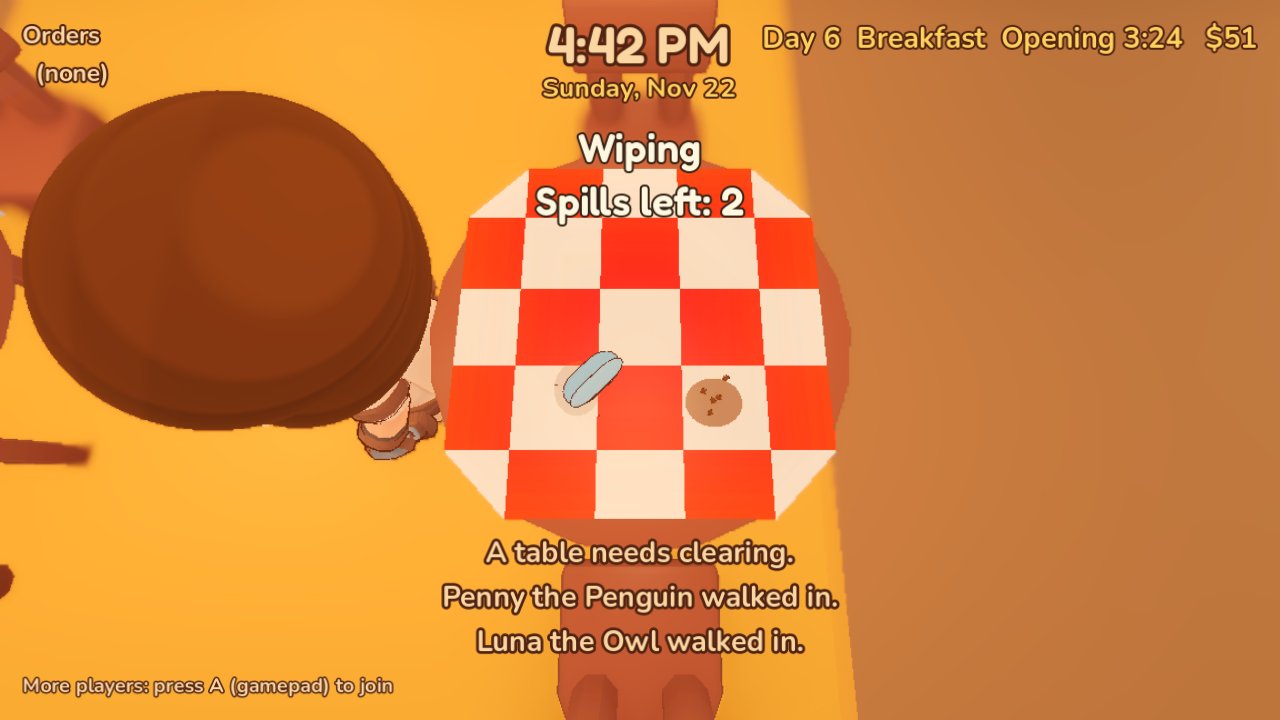 Orders
(none)
4:42 PM
Sunday, Nov 22
Day 6 Breakfast Opening 3:24 $51
Wiping
Spills left: 2
A table needs clearing.
Penny the Penguin walked in.
Luna the Owl walked in.
More players: press A (gamepad) to join